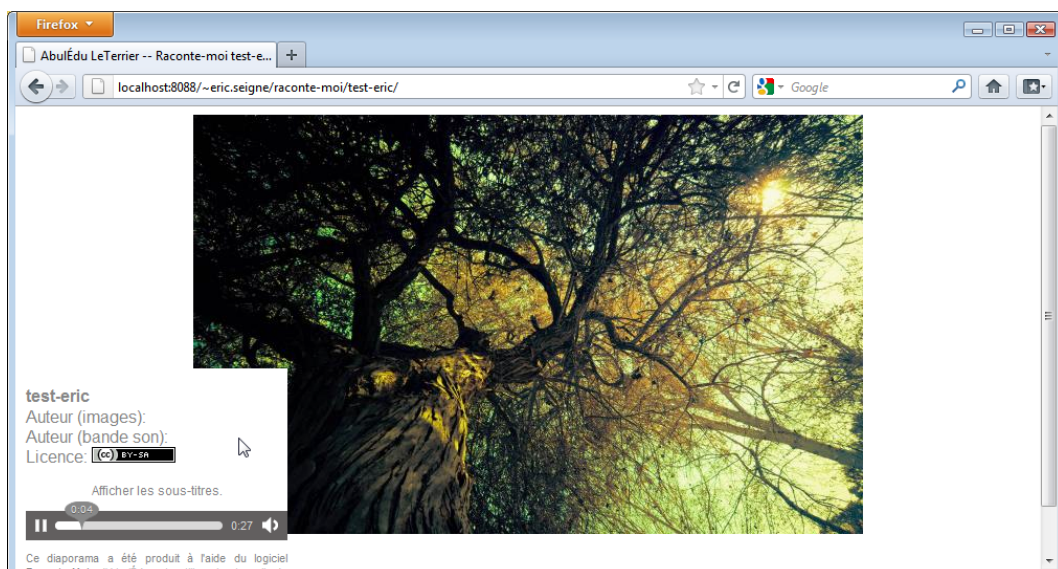 Firefox
AbulÉdu LeTerrier -- Raconte-moi test-e...
localhost:8088/~eric.seigne/raconte-moi/test-eric/
Google
test-eric
Auteur (images):
Auteur (bande son):
Licence: (cc) BY-SA
Afficher les sous-titres.
0:04
0:27
Ce diaporama a été produit à l'aide du logiciel